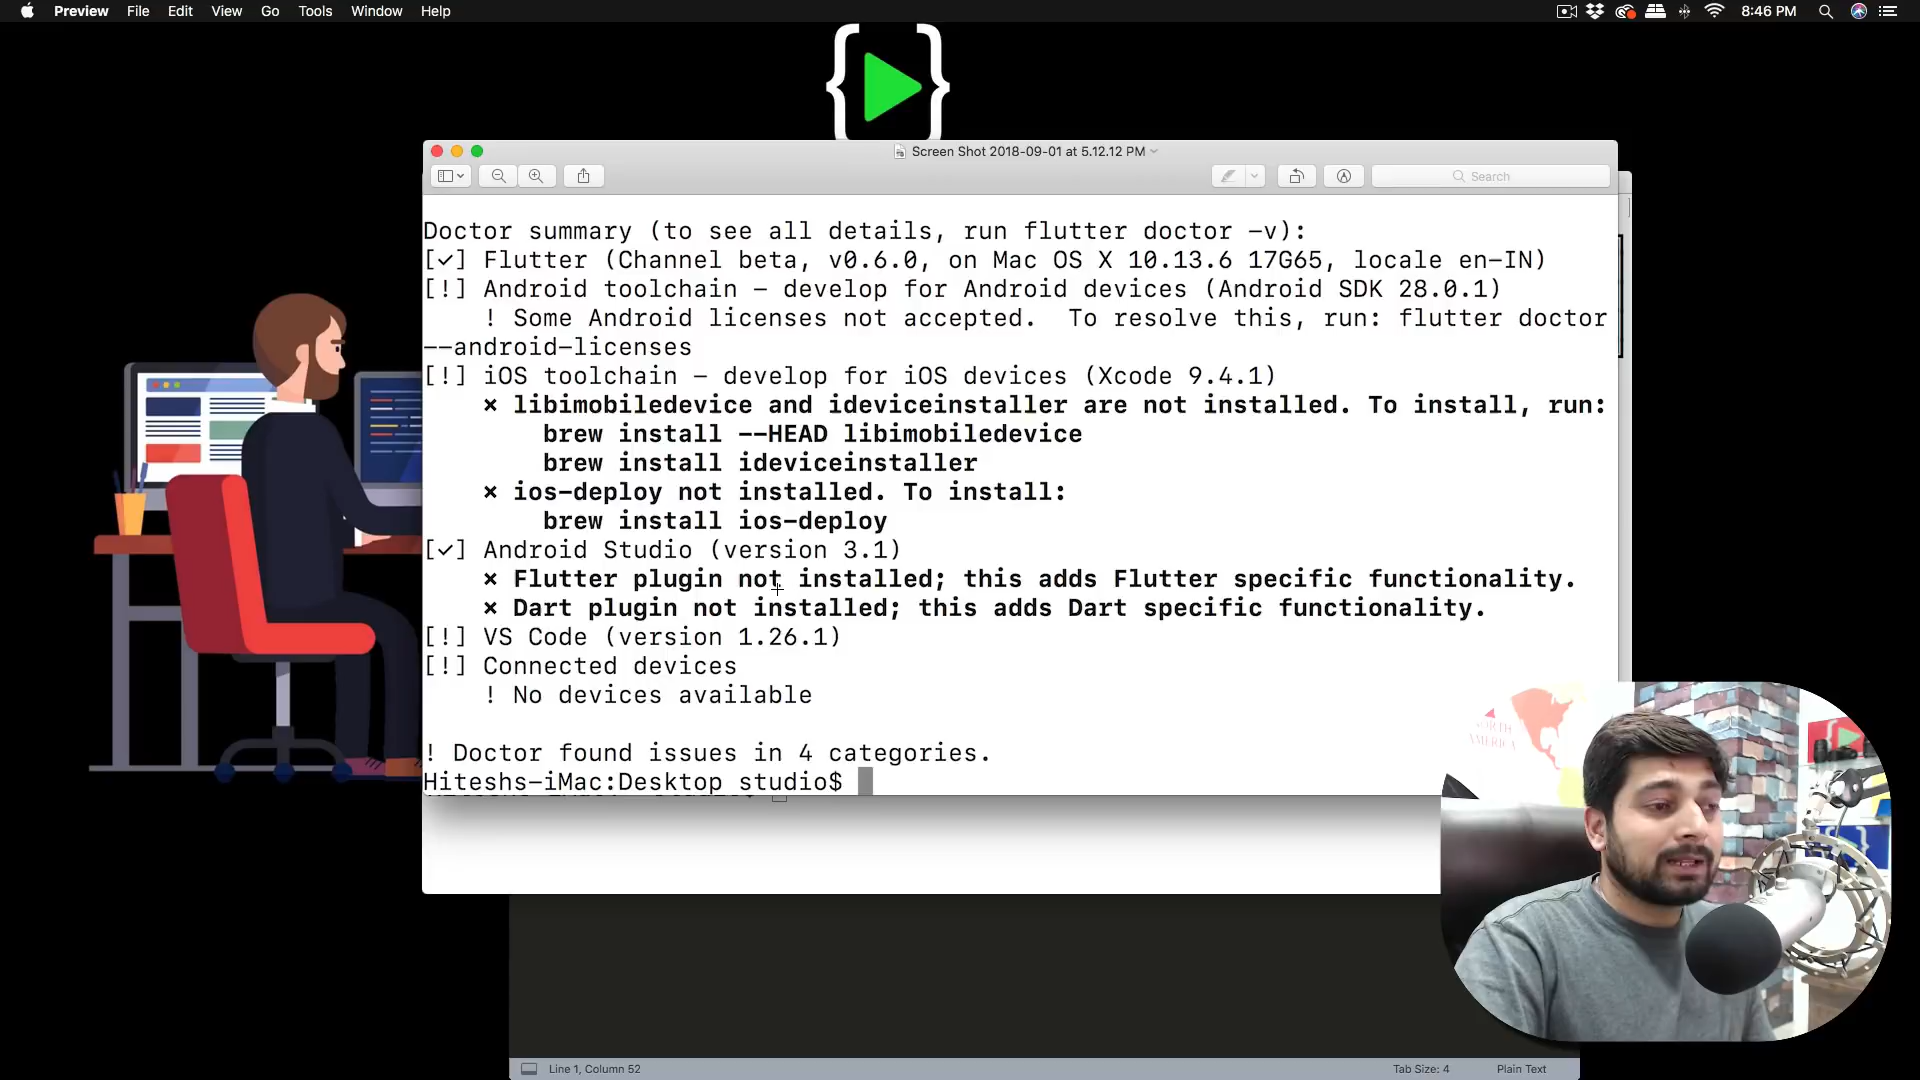 Preview File Edit View Go Tools Window Help
8:46 PM
Screen Shot 2018-09-01 at 5.12.12 PM
Search
Doctor summary (to see all details, run flutter doctor -v):
[✓] Flutter (Channel beta, v0.6.0, on Mac OS X 10.13.6 17G65, locale en-IN)
[!] Android toolchain - develop for Android devices (Android SDK 28.0.1)
! Some Android licenses not accepted.  To resolve this, run: flutter doctor
--android-licenses
[!] iOS toolchain - develop for iOS devices (Xcode 9.4.1)
✗ libimobiledevice and ideviceinstaller are not installed. To install, run:
brew install --HEAD libimobiledevice
brew install ideviceinstaller
✗ ios-deploy not installed. To install:
brew install ios-deploy
[✓] Android Studio (version 3.1)
✗ Flutter plugin not installed; this adds Flutter specific functionality.
✗ Dart plugin not installed; this adds Dart specific functionality.
[!] VS Code (version 1.26.1)
[!] Connected devices
! No devices available
! Doctor found issues in 4 categories.
Hiteshs-iMac:Desktop studio$
NORTH
AMERICA
Line 1, Column 52
Tab Size: 4
Plain Text